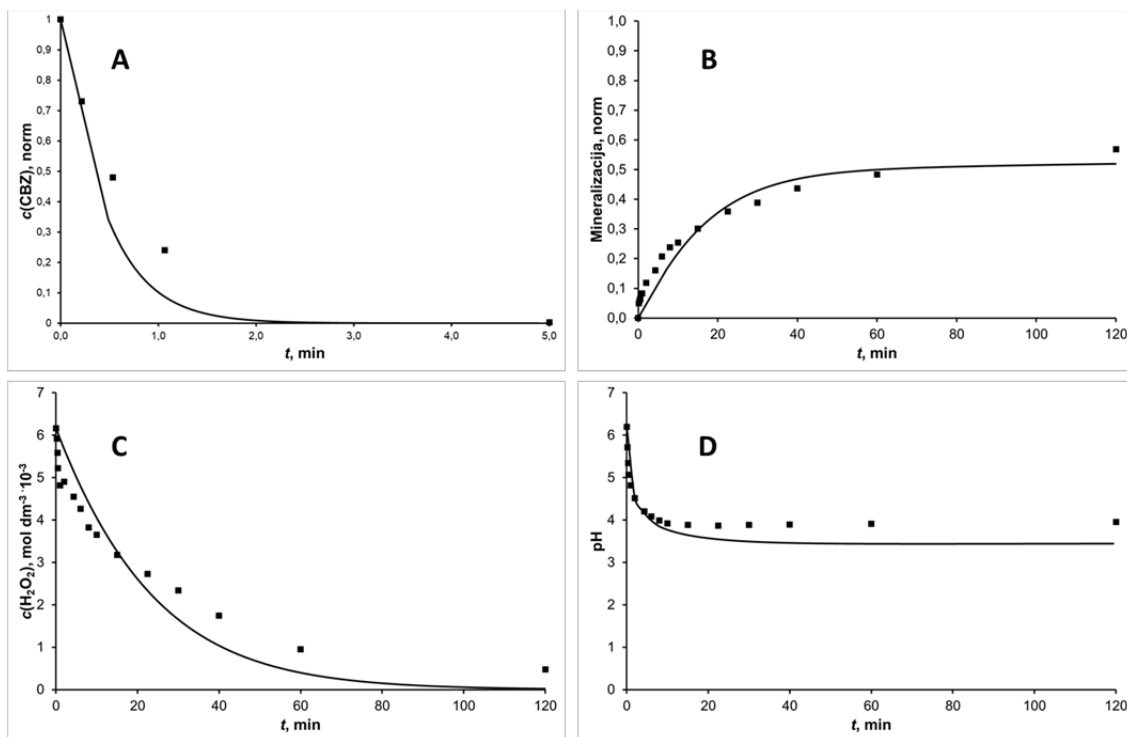 A
c(CBZ), norm
1
0,9
0,8
0,7
0,6
0,5
0,4
0,3
0,2
0,1
0
0,0 1,0 2,0 3,0 4,0 5,0
t, min
B
Mineralizacija, norm
1,0
0,9
0,8
0,7
0,6
0,5
0,4
0,3
0,2
0,1
0,0
0 20 40 60 80 100 120
t, min
C
c(H₂O₂), mol dm⁻³ ·10⁻³
7
6
5
4
3
2
1
0
0 20 40 60 80 100 120
t, min
D
pH
7
6
5
4
3
2
1
0
0 20 40 60 80 100 120
t, min